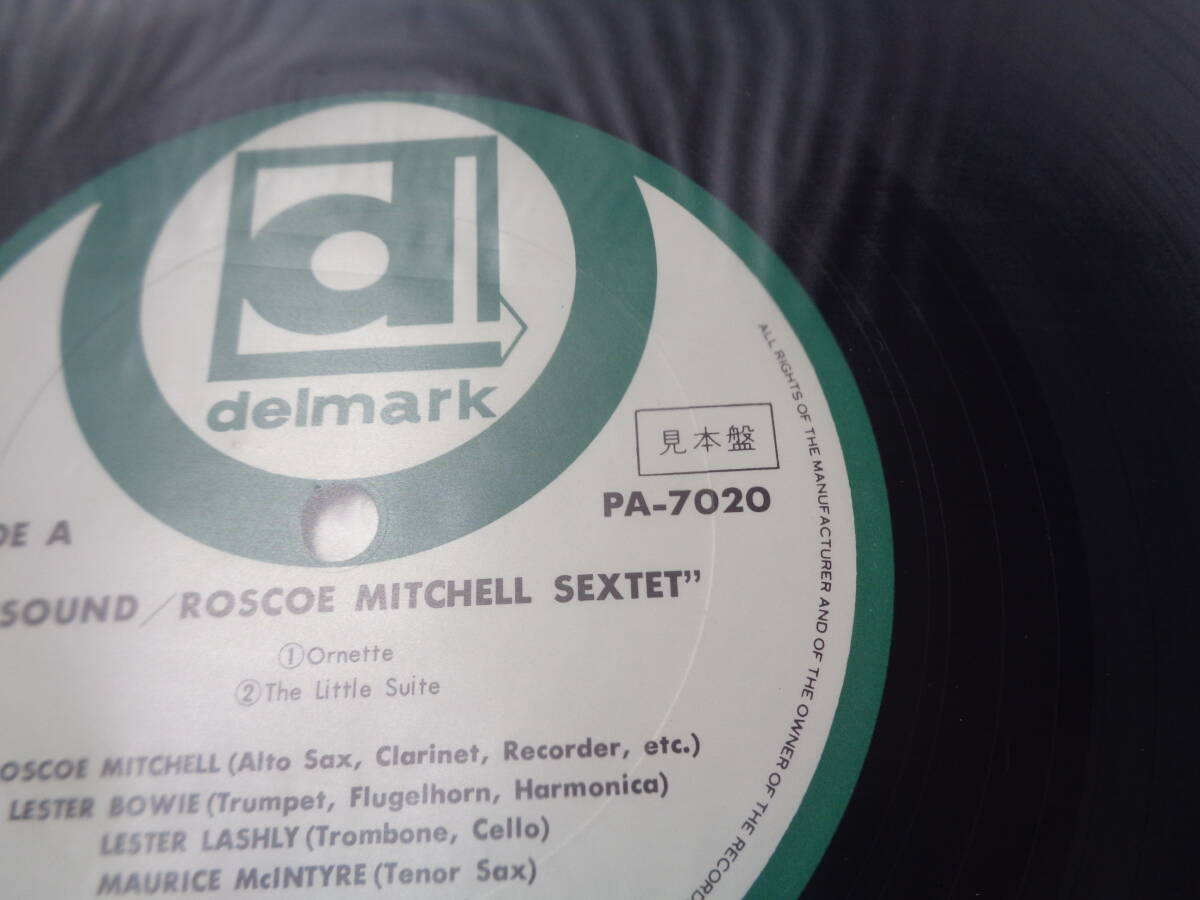 delmark
見本盤
PA-7020
DE A
SOUND/ROSCOE MITCHELL SEXTET”
①Ornette
②The Little Suite
OSCOE MITCHELL (Alto Sax, Clarinet, Recorder, etc.)
LESTER BOWIE (Trumpet, Flugelhorn, Harmonica)
LESTER LASHLY (Trombone, Cello)
MAURICE McINTYRE (Tenor Sax)
ALL RIGHTS OF THE MANUFACTURER AND OF THE OWNER OF THE RECORD